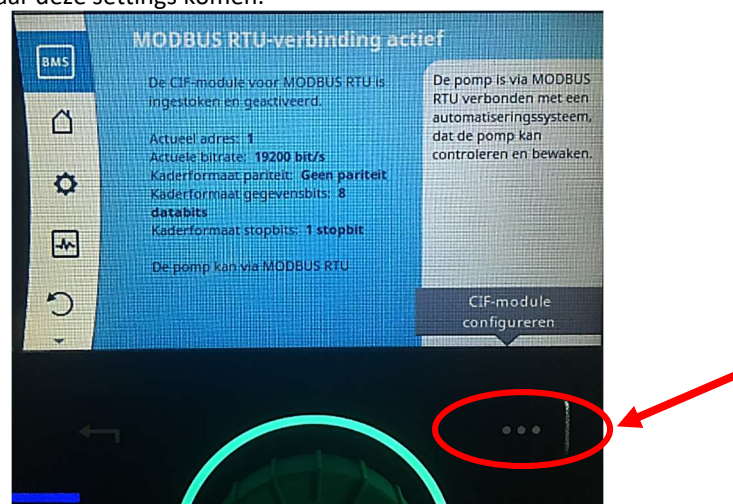 deze settings komen:
MODBUS RTU-verbinding actief
BMS
De CIF-module voor MODBUS RTU is
ingestoken en geactiveerd.
Actueel adres: 1
Actuele bitrate: 19200 bit/s
Kaderformaat pariteit: Geen pariteit
Kaderformaat gegevensbits: 8
databits
Kaderformaat stopbits: 1 stopbit
De pomp kan via MODBUS RTU
De pomp is via MODBUS
RTU verbonden met een
automatiseringssysteem,
dat de pomp kan
controleren en bewaken.
CIF-module
configureren